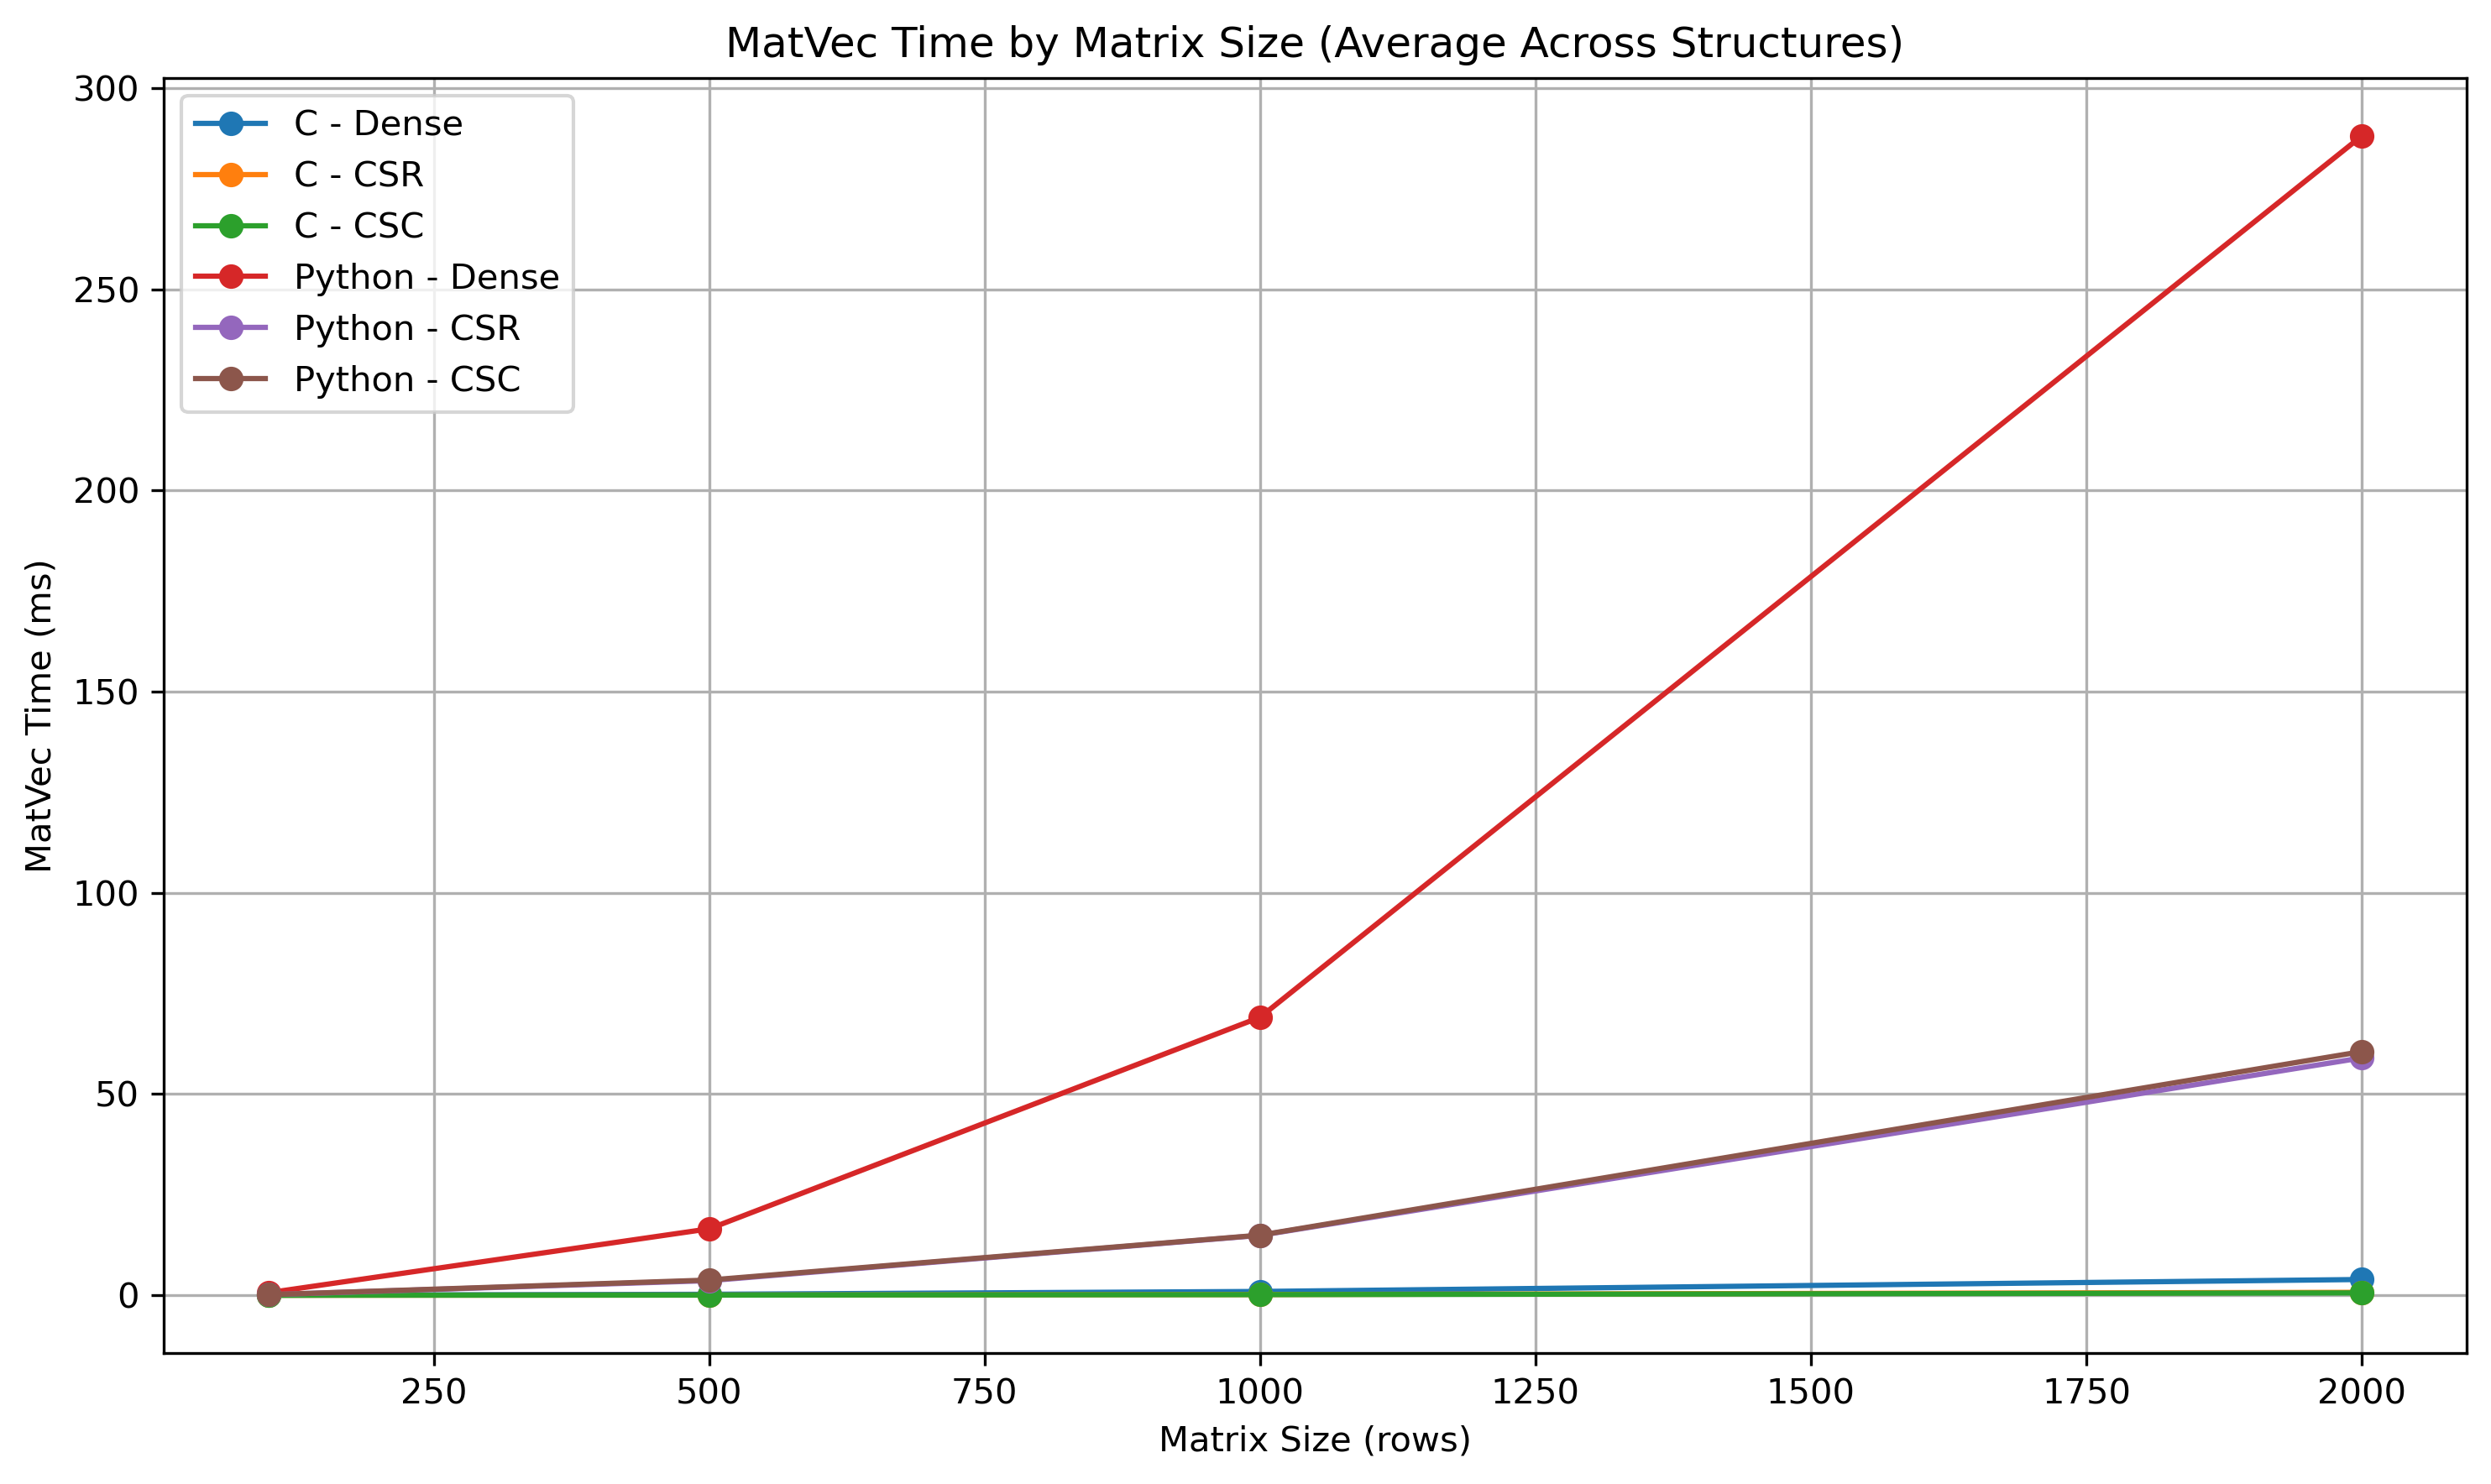 MatVec Time by Matrix Size (Average Across Structures)
C - Dense
C - CSR
C - CSC
Python - Dense
Python - CSR
Python - CSC
300
250
200
150
100
50
0
MatVec Time (ms)
250 500 750 1000 1250 1500 1750 2000
Matrix Size (rows)